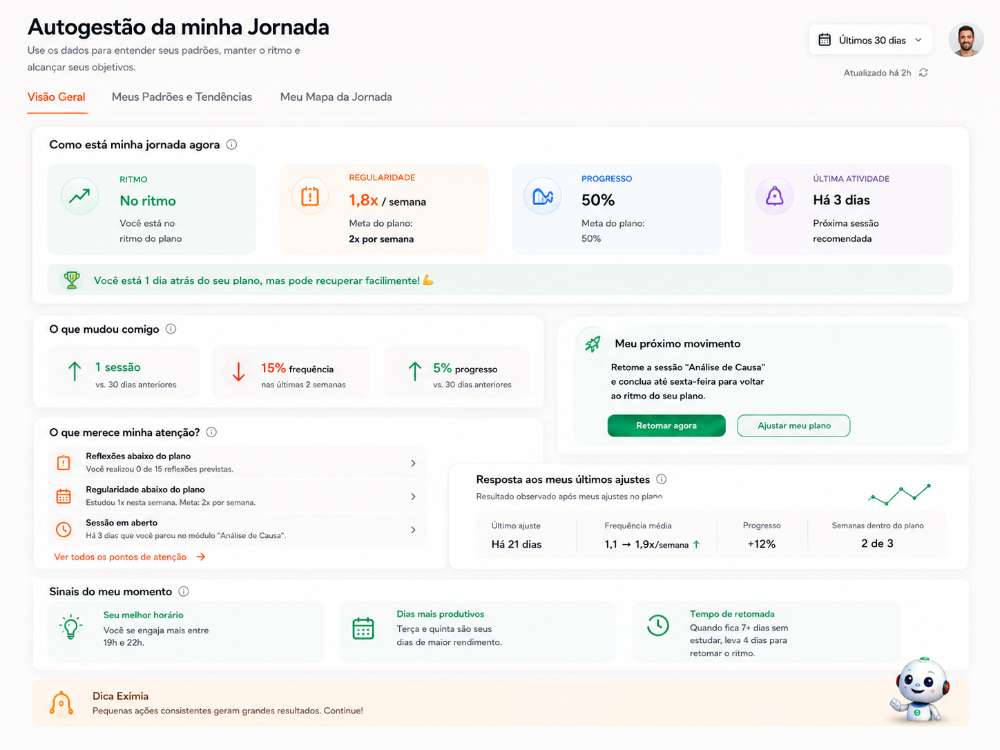 Autogestão da minha Jornada
Use os dados para entender seus padrões, manter o ritmo e
alcançar seus objetivos.
Últimos 30 dias
Atualizado há 2h
Visão Geral
Meus Padrões e Tendências
Meu Mapa da Jornada
Como está minha jornada agora
RITMO
No ritmo
Você está no
ritmo do plano
REGULARIDADE
1,8x / semana
Meta do plano:
2x por semana
PROGRESSO
50%
Meta do plano:
50%
ÚLTIMA ATIVIDADE
Há 3 dias
Próxima sessão
recomendada
Você está 1 dia atrás do seu plano, mas pode recuperar facilimente! 💪
O que mudou comigo
1 sessão
vs. 30 dias anteriores
15% frequência
nas últimas 2 semanas
5% progresso
vs. 30 dias anteriores
Meu próximo movimento
Retome a sessão “Análise de Causa”
e conclua até sexta-feira para voltar
ao ritmo do seu plano.
Retomar agora
Ajustar meu plano
O que merece minha atenção?
Reflexões abaixo do plano
Você realizou 0 de 15 reflexões previstas.
Regularidade abaixo do plano
Estudou 1x nesta semana. Meta: 2x por semana.
Sessão em aberto
Há 3 dias que você parou no módulo “Análise de Causa”.
Ver todos os pontos de atenção →
Resposta aos meus últimos ajustes
Resultado observado após meus ajustes no plano
Último ajuste
Há 21 dias
Frequência média
1,1 → 1,9x/semana ↑
Progresso
+12%
Semanas dentro do plano
2 de 3
Sinais do meu momento
Seu melhor horário
Você se engaja mais entre
19h e 22h.
Dias mais produtivos
Terça e quinta são seus
dias de maior rendimento.
Tempo de retomada
Quando fica 7+ dias sem
estudar, leva 4 dias para
retomar o ritmo.
Dica Exímia
Pequenas ações consistentes geram grandes resultados. Continue!